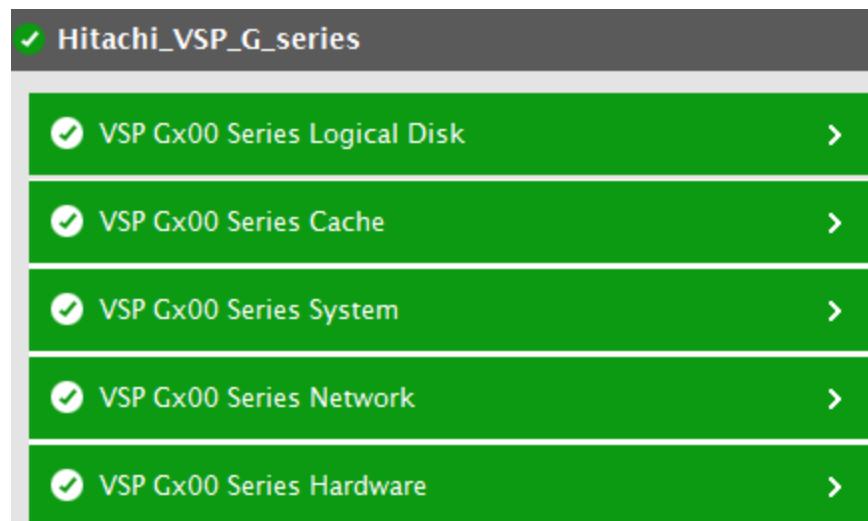 Hitachi_VSP_G_series
VSP Gx00 Series Logical Disk
VSP Gx00 Series Cache
VSP Gx00 Series System
VSP Gx00 Series Network
VSP Gx00 Series Hardware